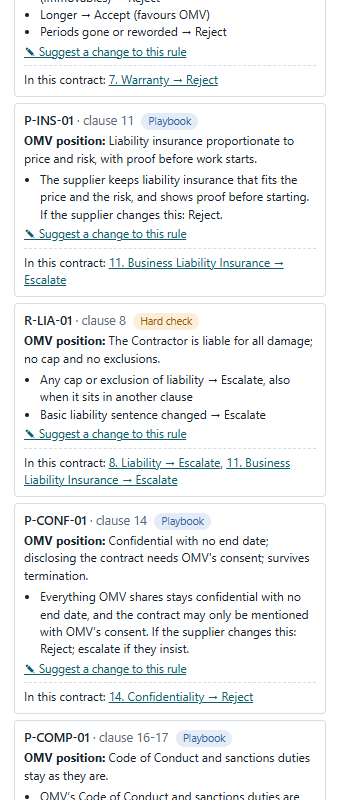 (immovables) → Reject
• Longer → Accept (favours OMV)
• Periods gone or reworded → Reject
✎ Suggest a change to this rule
In this contract: 7. Warranty → Reject
P-INS-01 · clause 11 Playbook
OMV position: Liability insurance proportionate to
price and risk, with proof before work starts.
• The supplier keeps liability insurance that fits the
price and the risk, and shows proof before starting.
If the supplier changes this: Reject.
✎ Suggest a change to this rule
In this contract: 11. Business Liability Insurance →
Escalate
R-LIA-01 · clause 8 Hard check
OMV position: The Contractor is liable for all damage;
no cap and no exclusions.
• Any cap or exclusion of liability → Escalate, also
when it sits in another clause
• Basic liability sentence changed → Escalate
✎ Suggest a change to this rule
In this contract: 8. Liability → Escalate, 11. Business
Liability Insurance → Escalate
P-CONF-01 · clause 14 Playbook
OMV position: Confidential with no end date;
disclosing the contract needs OMV's consent; survives
termination.
• Everything OMV shares stays confidential with no
end date, and the contract may only be mentioned
with OMV's consent. If the supplier changes this:
Reject; escalate if they insist.
✎ Suggest a change to this rule
In this contract: 14. Confidentiality → Reject
P-COMP-01 · clause 16-17 Playbook
OMV position: Code of Conduct and sanctions duties
stay as they are.
• OMV's Code of Conduct and sanctions duties are